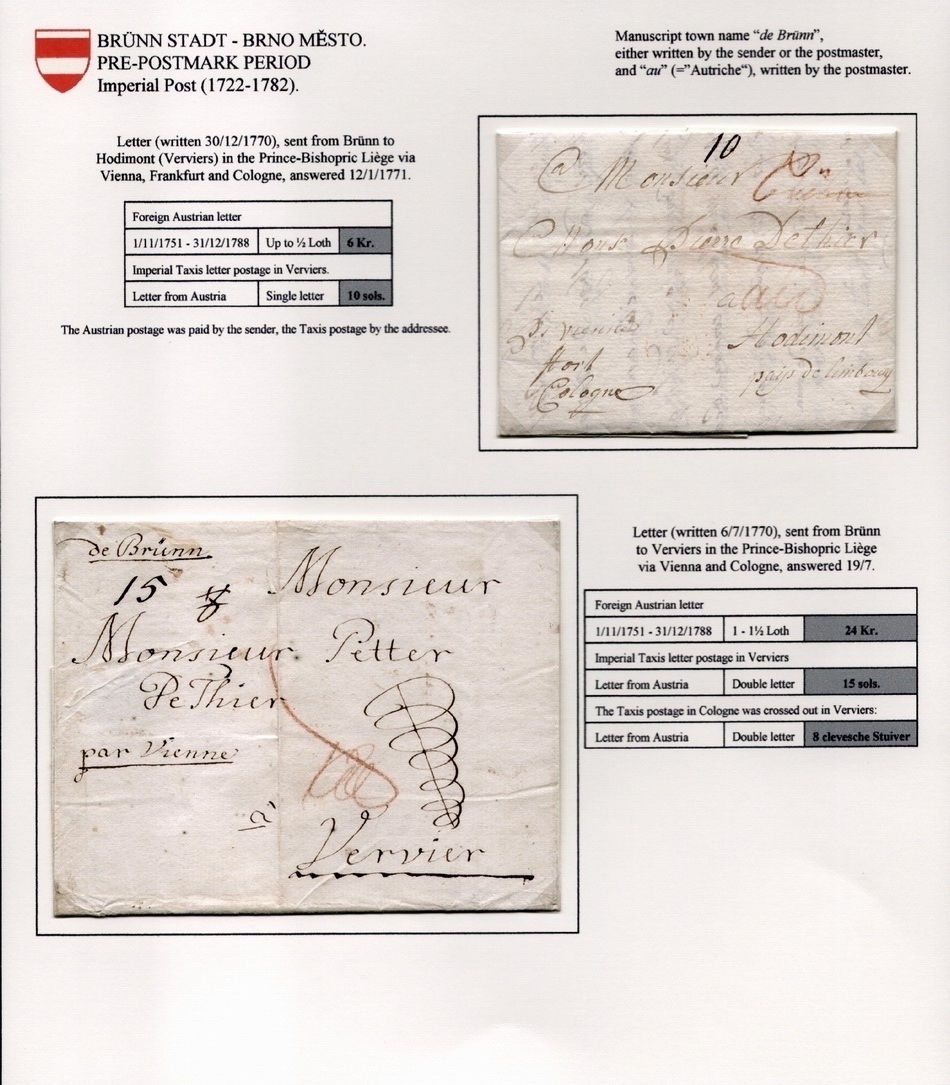 BRÜNN STADT - BRNO MĚSTO.
PRE-POSTMARK PERIOD
Imperial Post (1722-1782).
Manuscript town name “de Brünn”,
either written by the sender or the postmaster,
and “au” (=”Autriche“), written by the postmaster.
Letter (written 30/12/1770), sent from Brünn to
Hodimont (Verviers) in the Prince-Bishopric Liège via
Vienna, Frankfurt and Cologne, answered 12/1/1771.
Foreign Austrian letter
1/11/1751 - 31/12/1788 Up to ½ Loth 6 Kr.
Imperial Taxis letter postage in Verviers.
Letter from Austria Single letter 10 sols.
The Austrian postage was paid by the sender, the Taxis postage by the addressee.
10
Monsieur
Dethier
Hodimont
Cologne
Letter (written 6/7/1770), sent from Brünn
to Verviers in the Prince-Bishopric Liège
via Vienna and Cologne, answered 19/7.
Foreign Austrian letter
1/11/1751 - 31/12/1788 1 - 1½ Loth 24 Kr.
Imperial Taxis letter postage in Verviers
Letter from Austria Double letter 15 sols.
The Taxis postage in Cologne was crossed out in Verviers:
Letter from Austria Double letter 8 clevesche Stuiver
de Brünn
15
Monsieur
Monsieur Petter
DeThier
par Vienne
a
Vervier